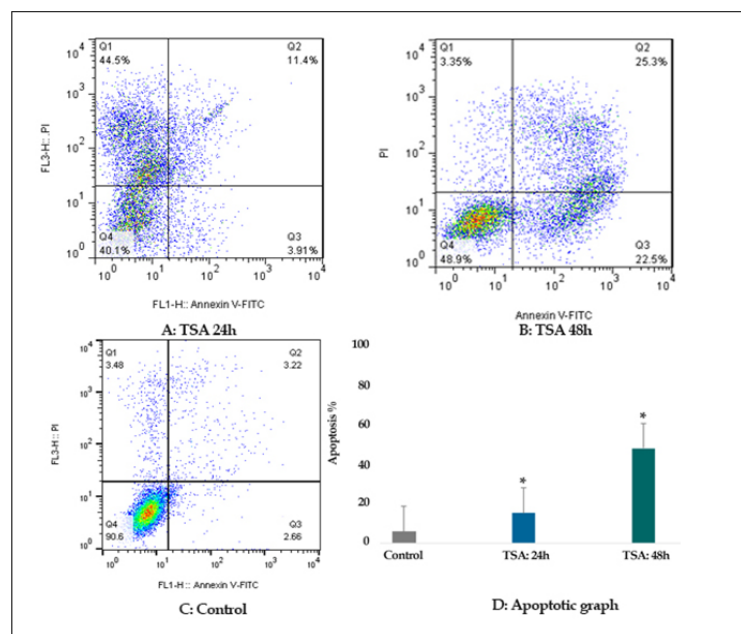 10⁴
Q1
44.5%
Q2
11.4%
10³
FL3-H:: PI
10²
10¹
Q4
40.1%
Q3
3.91%
10⁰
10⁰ 10¹ 10² 10³ 10⁴
FL1-H:: Annexin V-FITC
A: TSA 24h
10⁴
Q1
3.35%
Q2
25.3%
10³
PI
10²
10¹
Q4
48.9%
Q3
22.5%
10⁰
10⁰ 10¹ 10² 10³ 10⁴
Annexin V-FITC
B: TSA 48h
10⁴
Q1
3.48
Q2
3.22
10³
FL3-H:: PI
10²
10¹
Q4
90.6
Q3
2.66
10⁰
10⁰ 10¹ 10² 10³ 10⁴
FL1-H:: Annexin V-FITC
C: Control
100
80
Apoptosis %
60
40
20
0
*
*
Control TSA: 24h TSA: 48h
D: Apoptotic graph